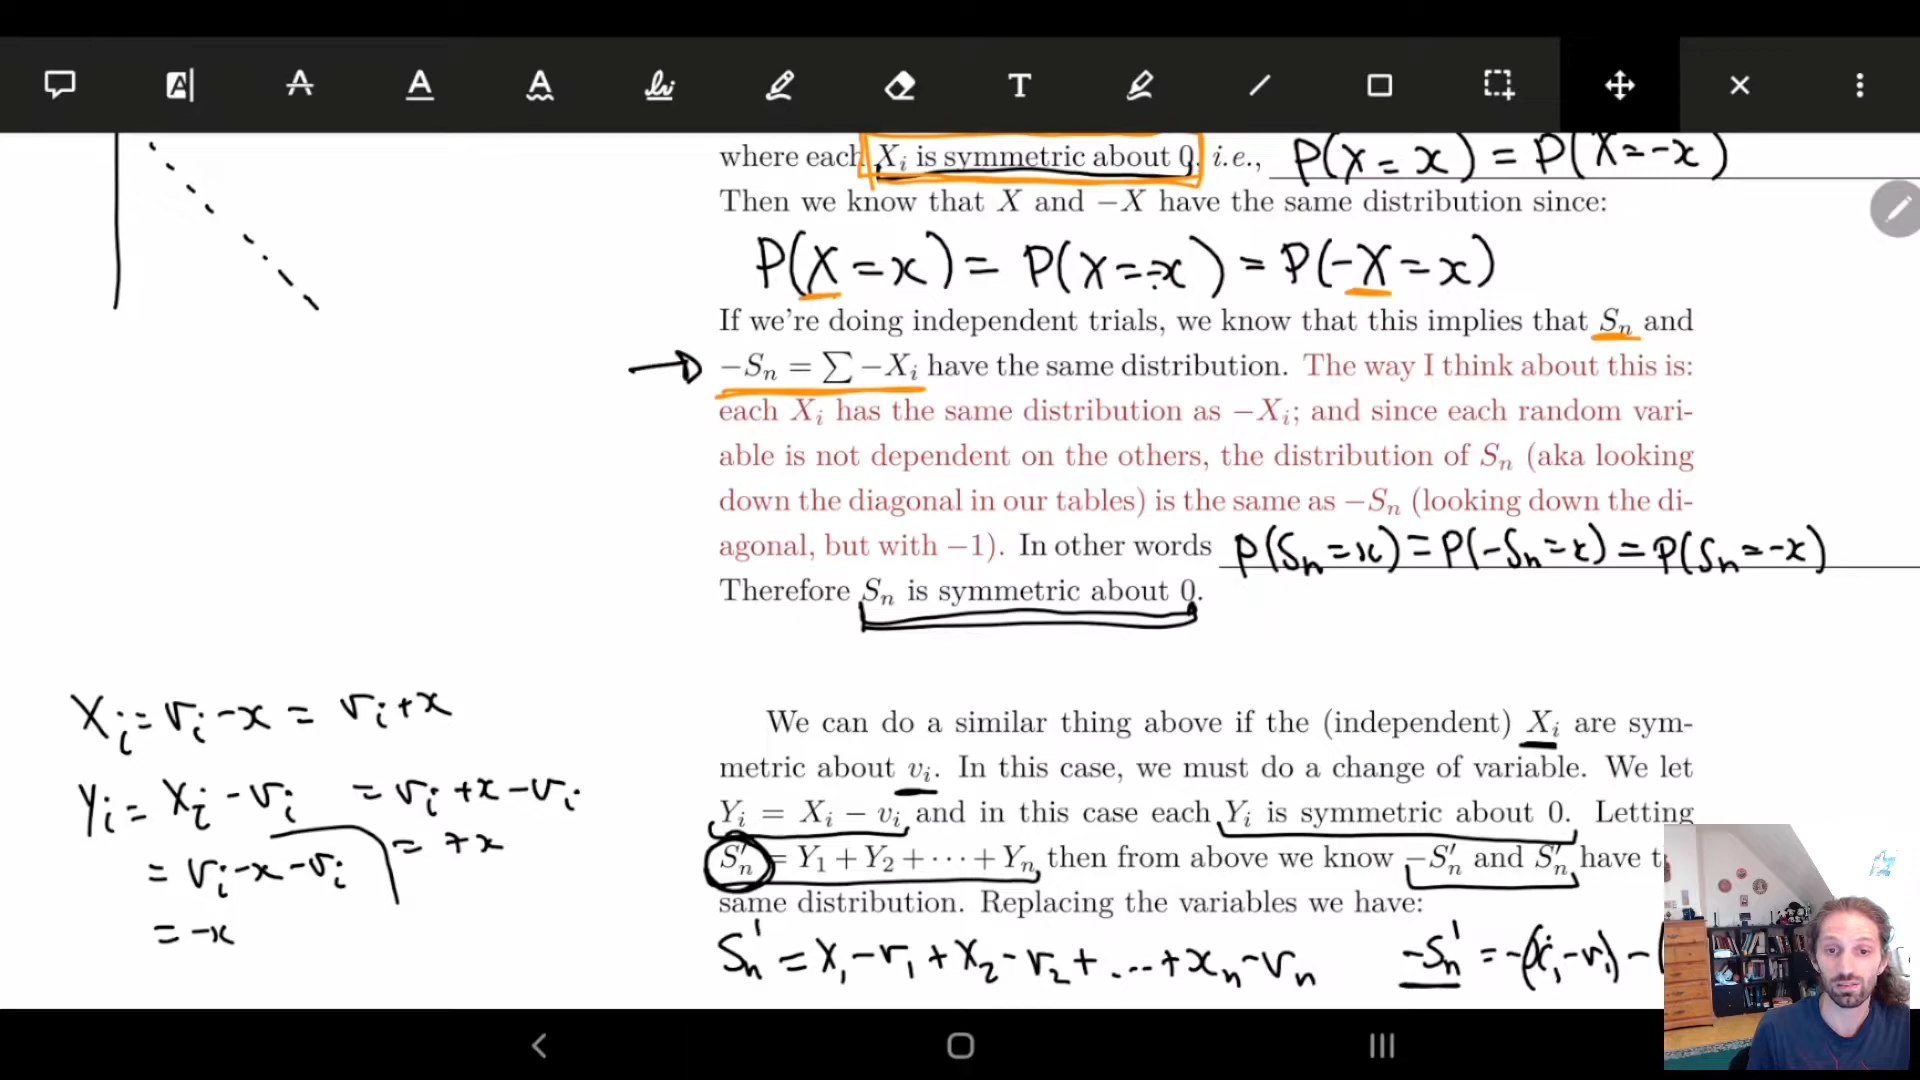 where each X_i is symmetric about 0. i.e., P(X = x) = P(X = -x)
Then we know that X and −X have the same distribution since:
P(X = x) = P(X = -x) = P(-X = x)
If we're doing independent trials, we know that this implies that S_n and
−S_n = ∑ −X_i have the same distribution. The way I think about this is:
each X_i has the same distribution as −X_i; and since each random vari-
able is not dependent on the others, the distribution of S_n (aka looking
down the diagonal in our tables) is the same as −S_n (looking down the di-
agonal, but with −1). In other words P(S_n = x) = P(-S_n = x) = P(S_n = -x)
Therefore S_n is symmetric about 0.
X_i = v_i - x = v_i + x
Y_i = X_i - v_i = v_i + x - v_i
= v_i - x - v_i = +x
= -x
We can do a similar thing above if the (independent) X_i are sym-
metric about v_i. In this case, we must do a change of variable. We let
Y_i = X_i − v_i and in this case each Y_i is symmetric about 0. Letting
S'_n = Y_1 + Y_2 + ⋯ + Y_n then from above we know −S'_n and S'_n have
same distribution. Replacing the variables we have:
S_n' = X_1 - v_1 + X_2 - v_2 + ... + x_n - v_n -S_n' = -(X_1 - v_1) - (